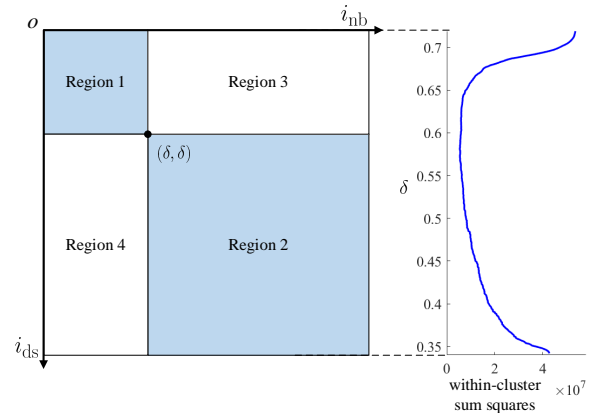 o
i_nb
Region 1
Region 3
(δ, δ)
Region 4
Region 2
i_ds
δ
0.7
0.65
0.6
0.55
0.5
0.45
0.4
0.35
0 2 4
×10^7
within-cluster
sum squares